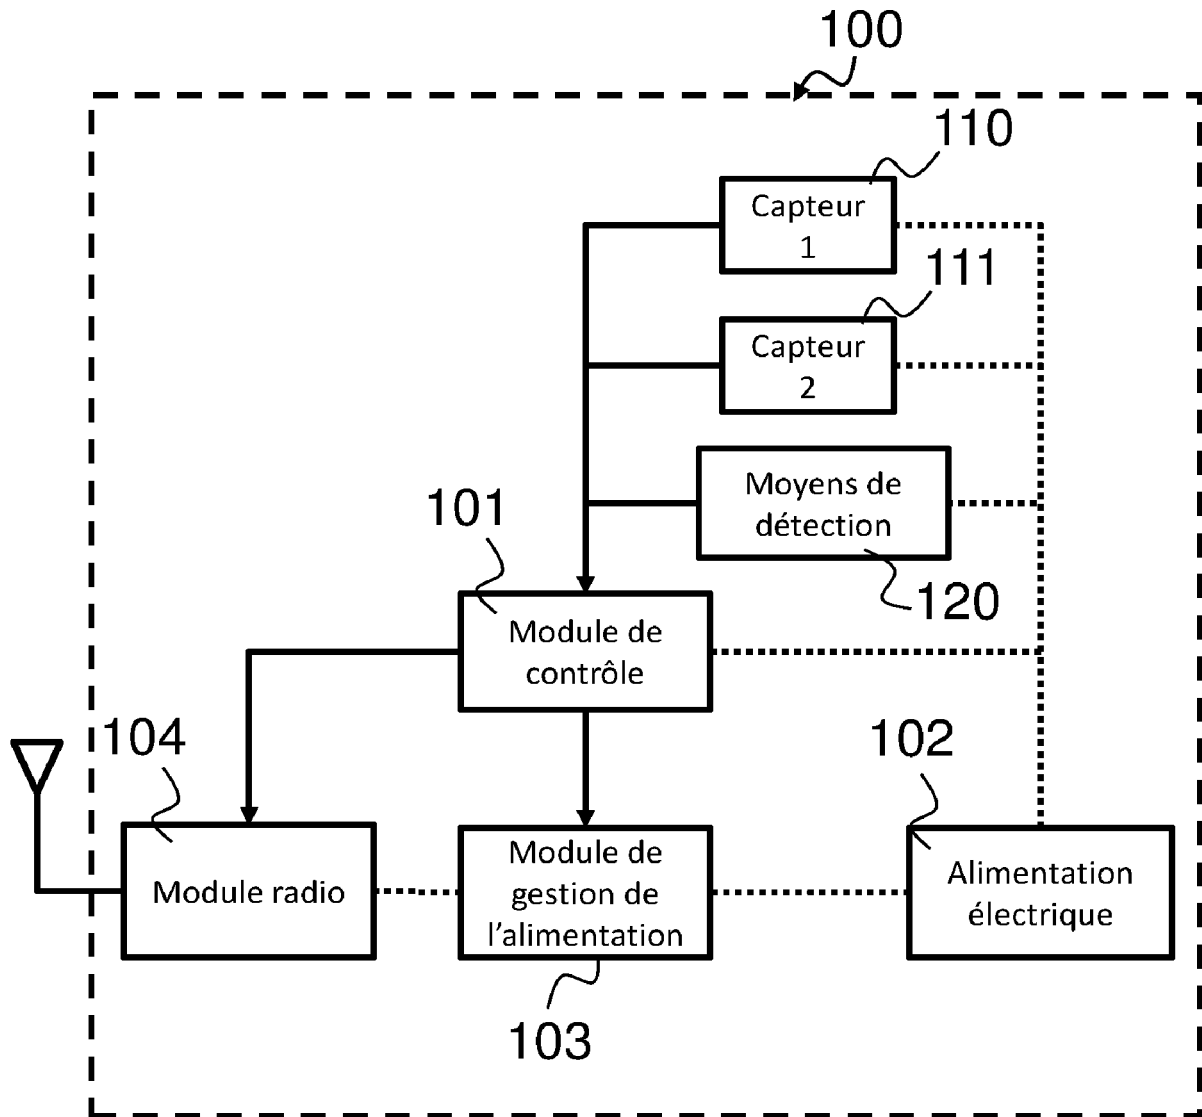 100
110
Capteur
1
111
Capteur
2
Moyens de
détection
101
120
Module de
contrôle
104
102
Module radio
Module de
gestion de
l'alimentation
Alimentation
électrique
103